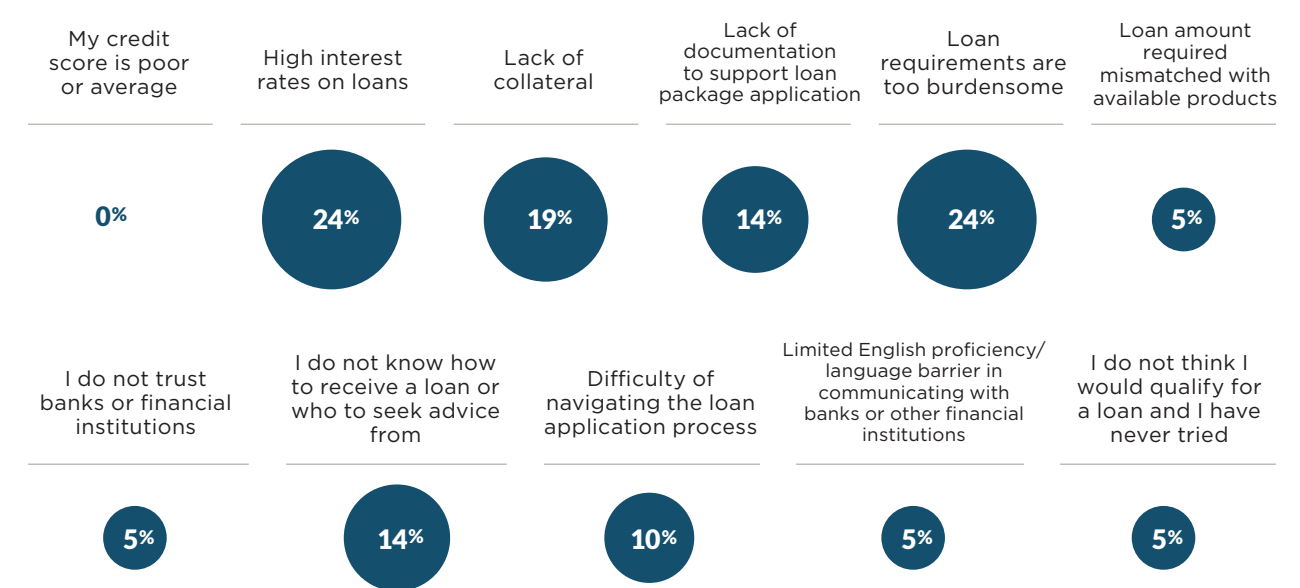 My credit
score is poor
or average
High interest
rates on loans
Lack of
collateral
Lack of
documentation
to support loan
package application
Loan
requirements are
too burdensome
Loan amount
required
mismatched with
available products
0%
24%
19%
14%
24%
5%
I do not trust
banks or financial
institutions
I do not know how
to receive a loan or
who to seek advice
from
Difficulty of
navigating the loan
application process
Limited English proficiency/
language barrier in
communicating with
banks or other financial
institutions
I do not think I
would qualify for
a loan and I have
never tried
5%
14%
10%
5%
5%